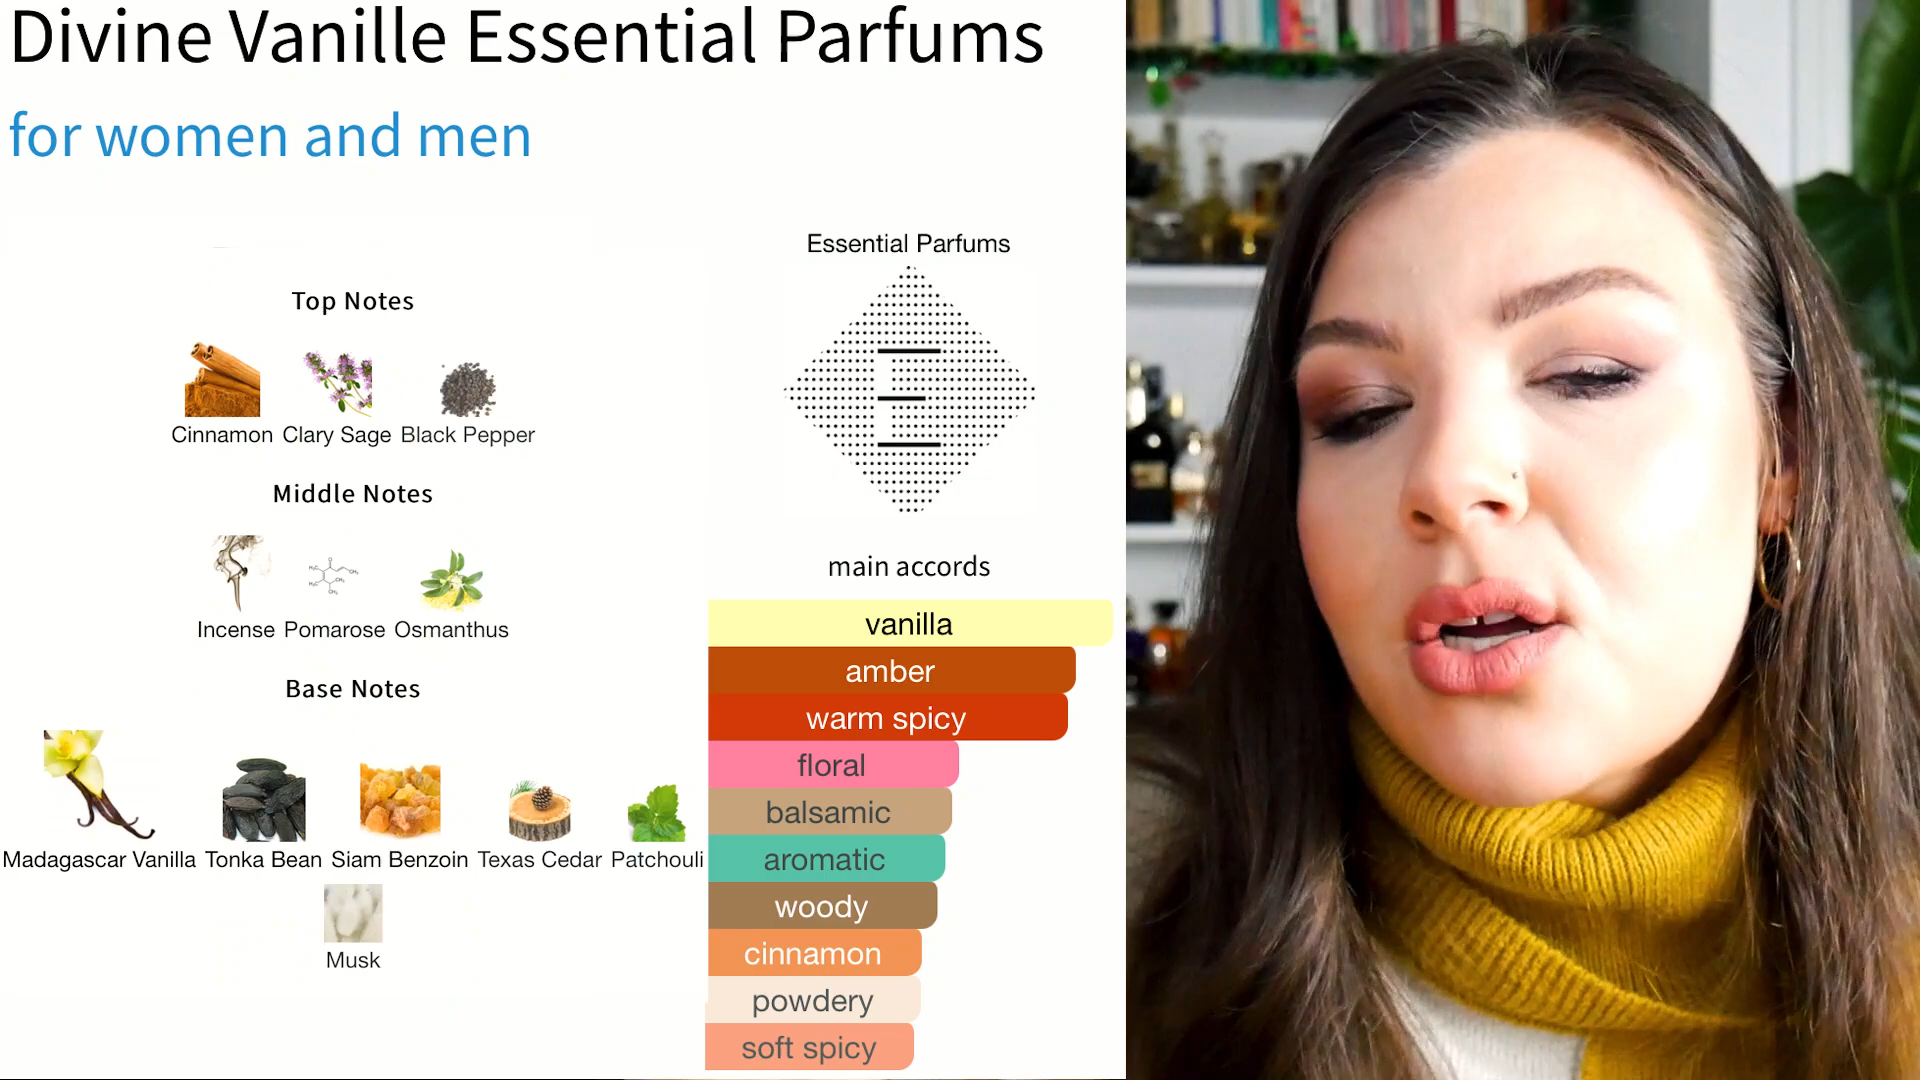 Divine Vanille Essential Parfums
for women and men
Top Notes
Cinnamon Clary Sage Black Pepper
Middle Notes
Incense Pomarose Osmanthus
Base Notes
Madagascar Vanilla Tonka Bean Siam Benzoin Texas Cedar Patchouli
Musk
Essential Parfums
main accords
vanilla
amber
warm spicy
floral
balsamic
aromatic
woody
cinnamon
powdery
soft spicy